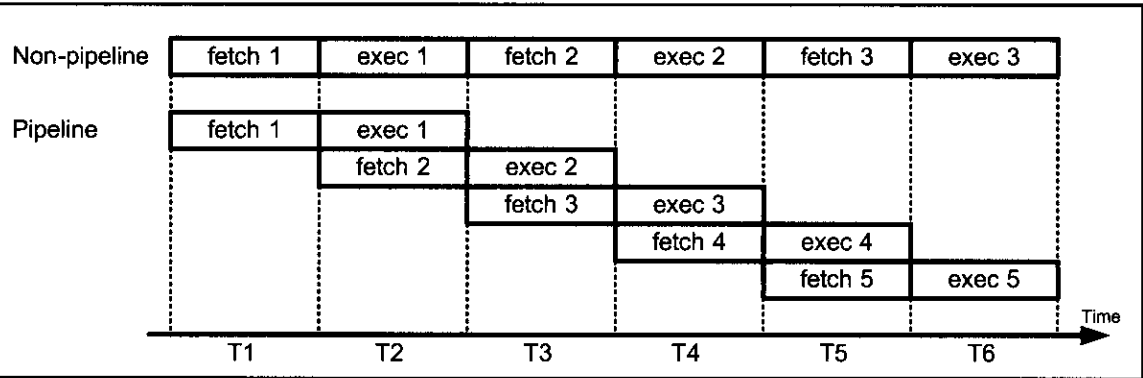 Non-pipeline fetch 1 exec 1 fetch 2 exec 2 fetch 3 exec 3
Pipeline fetch 1 exec 1
fetch 2 exec 2
fetch 3 exec 3
fetch 4 exec 4
fetch 5 exec 5
Time
T1 T2 T3 T4 T5 T6